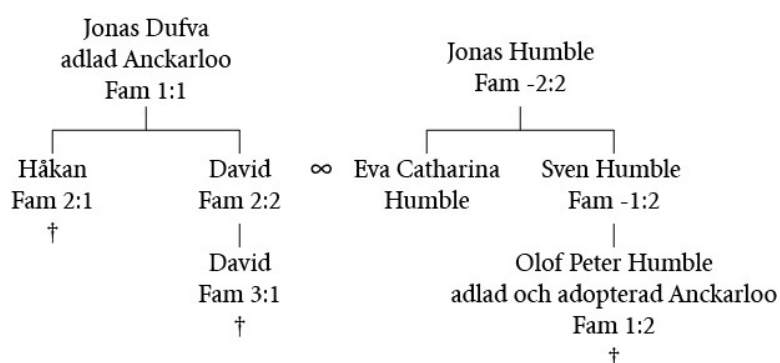 Jonas Dufva
adlad Anckarloo
Fam 1:1
Jonas Humble
Fam -2:2
Håkan
Fam 2:1
†
David
Fam 2:2
∞
Eva Catharina
Humble
Sven Humble
Fam -1:2
David
Fam 3:1
†
Olof Peter Humble
adlad och adopterad Anckarloo
Fam 1:2
†